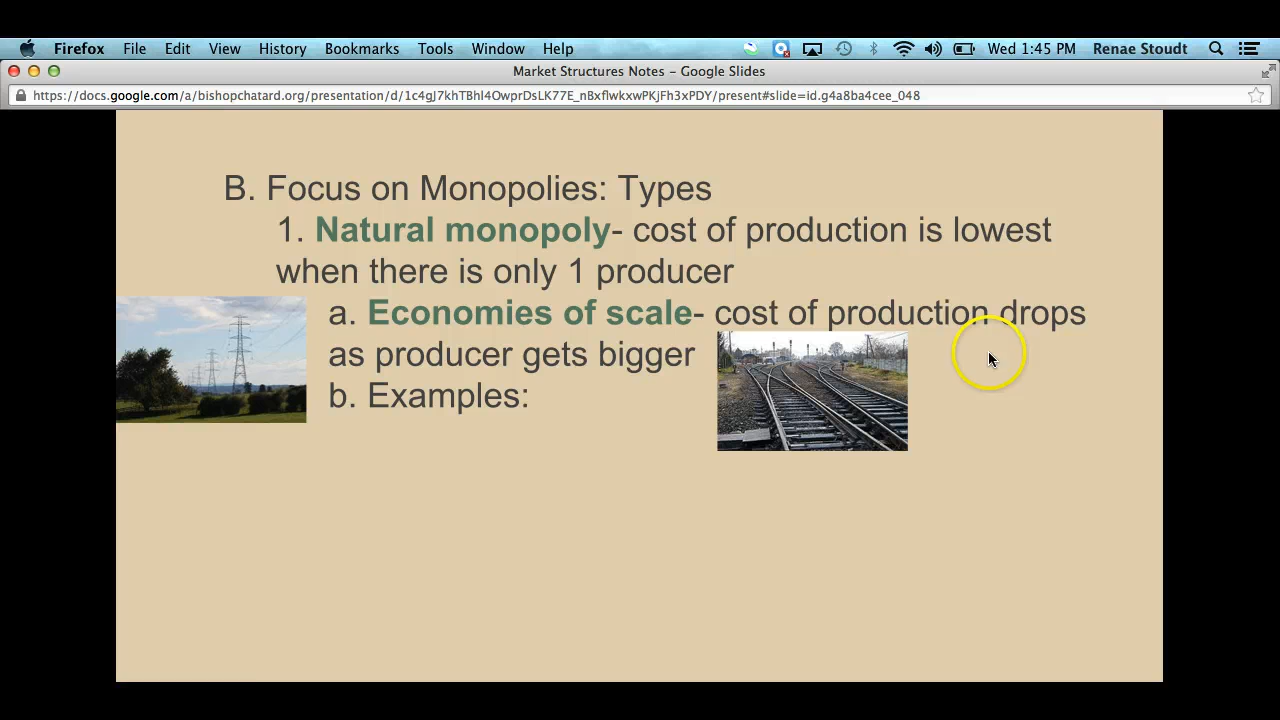 Firefox File Edit View History Bookmarks Tools Window Help Wed 1:45 PM Renae Stoudt
Market Structures Notes – Google Slides
https://docs.google.com/a/bishopchatard.org/presentation/d/1c4gJ7khTBhI4OwprDsLK77E_nBxflwkxwPKjFh3xPDY/present#slide=id.g4a8ba4cee_048
B. Focus on Monopolies: Types
1. Natural monopoly- cost of production is lowest
when there is only 1 producer
a. Economies of scale- cost of production drops
as producer gets bigger
b. Examples: